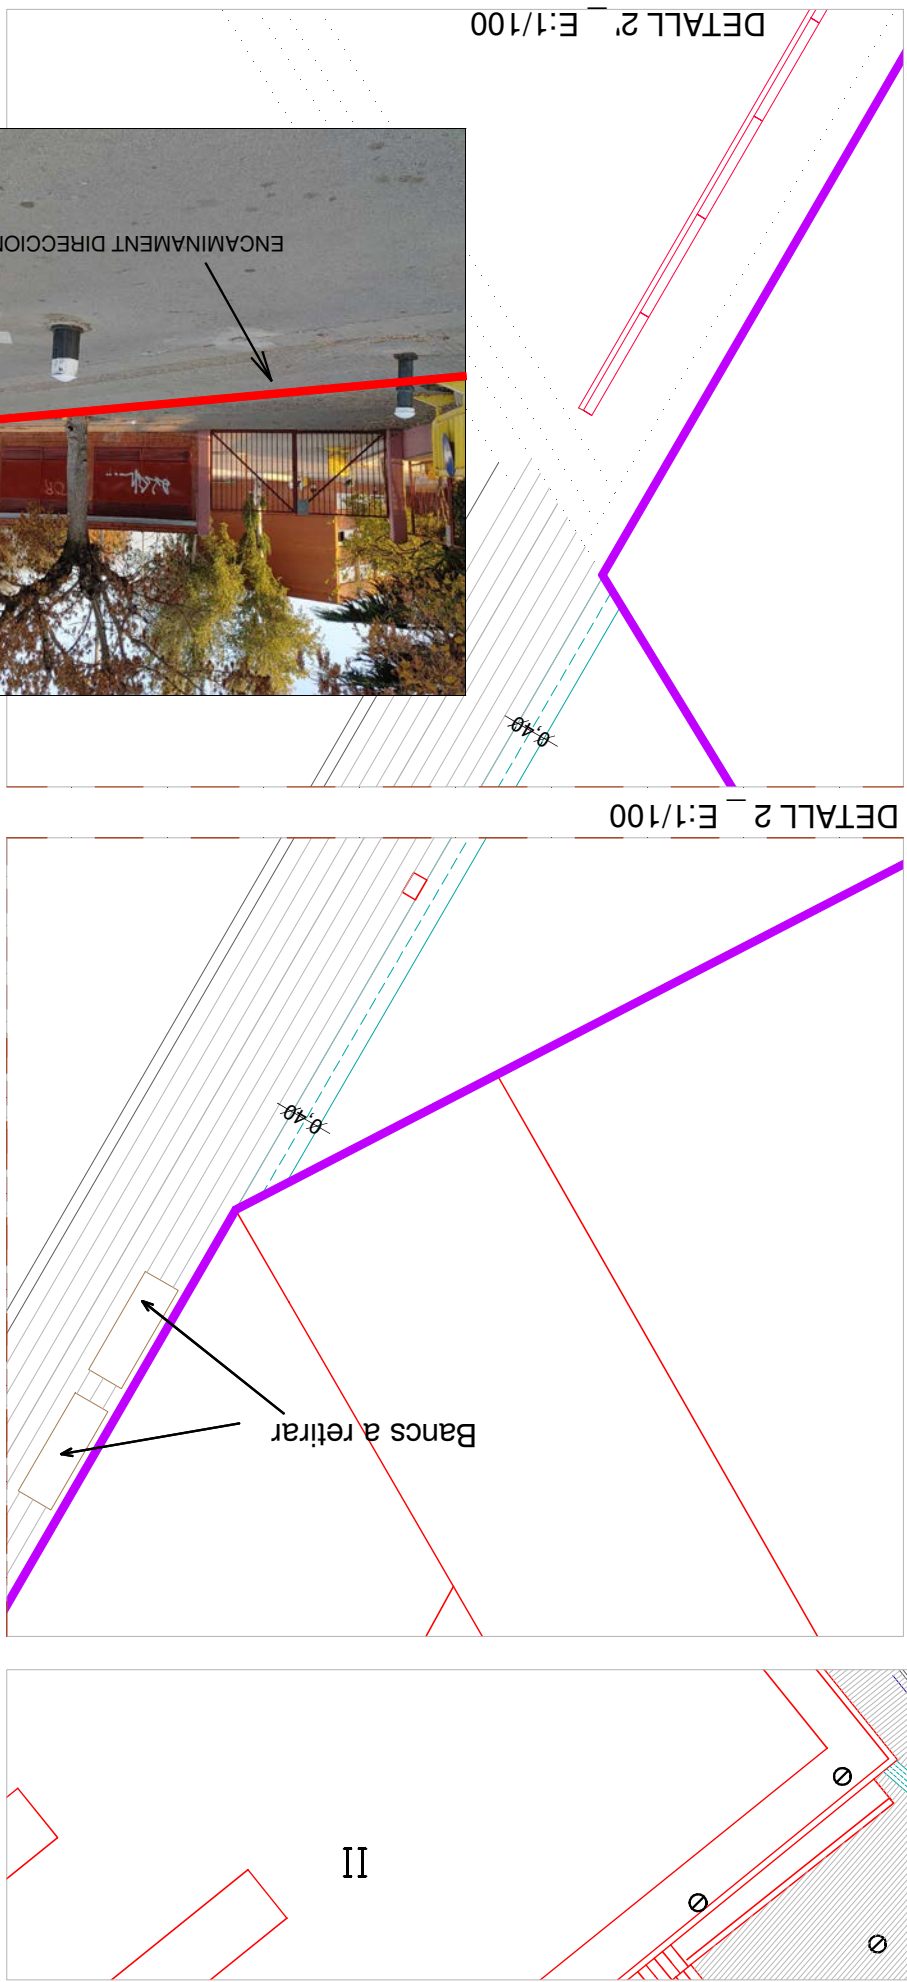 II
Bancs a retirar
0,40
DETALL 2 _ E:1/100
0,40
ENCAMINAMENT DIRECCIO
DETALL 2' _ E:1/100